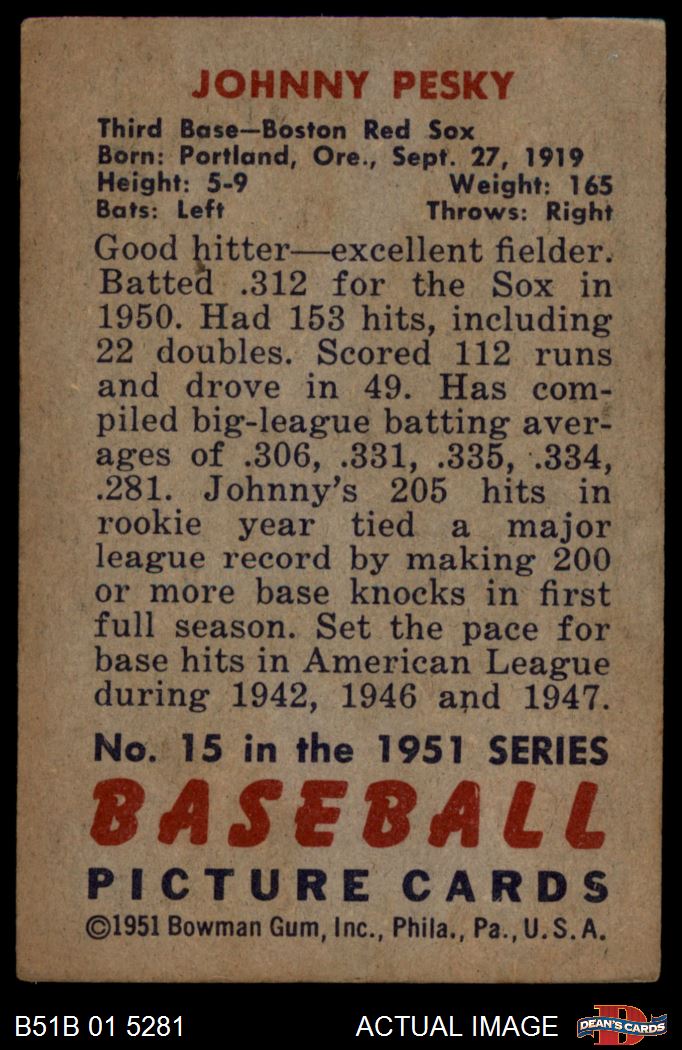 JOHNNY PESKY
Third Base—Boston Red Sox
Born: Portland, Ore., Sept. 27, 1919
Height: 5-9 Weight: 165
Bats: Left Throws: Right
Good hitter—excellent fielder.
Batted .312 for the Sox in
1950. Had 153 hits, including
22 doubles. Scored 112 runs
and drove in 49. Has com-
piled big-league batting aver-
ages of .306, .331, .335, .334,
.281. Johnny's 205 hits in
rookie year tied a major
league record by making 200
or more base knocks in first
full season. Set the pace for
base hits in American League
during 1942, 1946 and 1947.
No. 15 in the 1951 SERIES
BASEBALL
PICTURE CARDS
©1951 Bowman Gum, Inc., Phila., Pa., U.S.A.
B51B 01 5281 ACTUAL IMAGE D DEAN'S CARDS